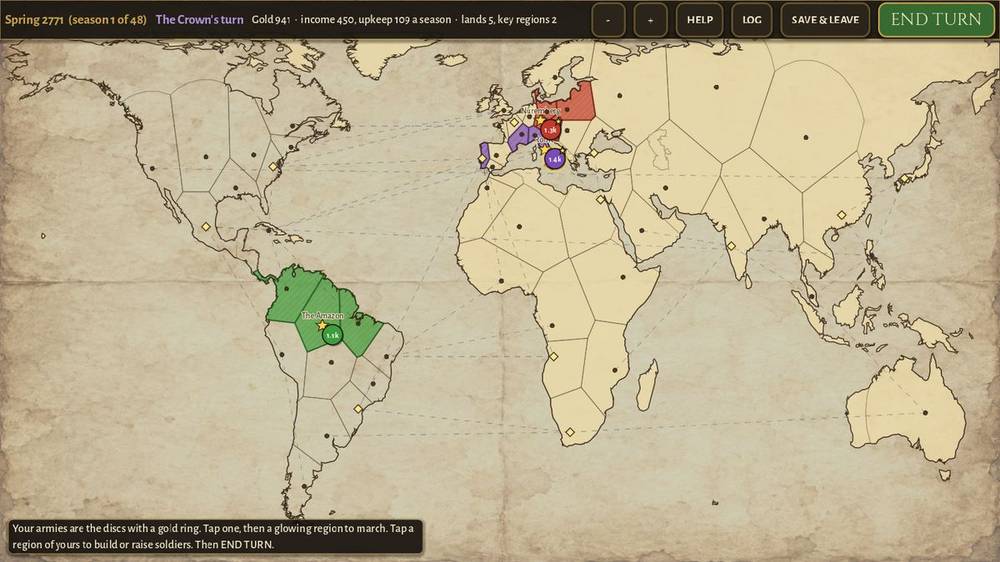 Spring 2771 (season 1 of 48) The Crown's turn Gold 941 · income 450, upkeep 109 a season · lands 5, key regions 2 - + HELP LOG SAVE & LEAVE END TURN
1.3k
1.4k
The Amazon
1.1k
Your armies are the discs with a gold ring. Tap one, then a glowing region to march. Tap a
region of yours to build or raise soldiers. Then END TURN.